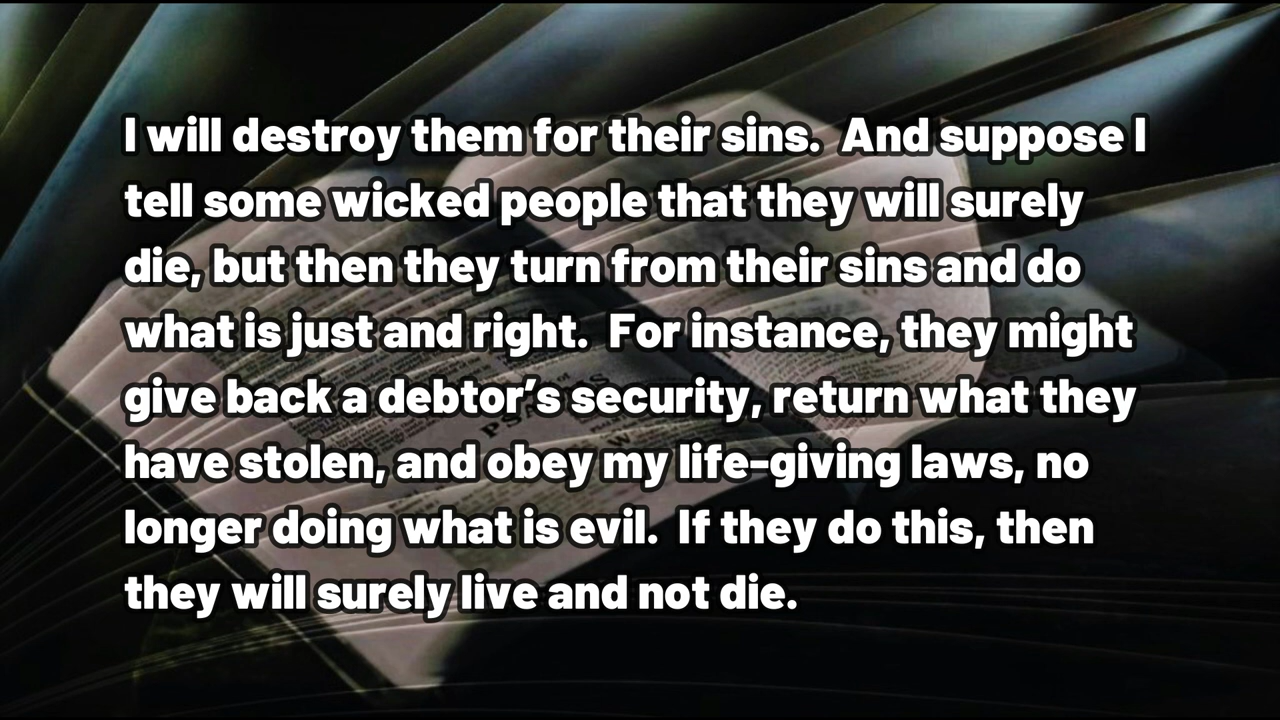 I will destroy them for their sins.  And suppose I
tell some wicked people that they will surely
die, but then they turn from their sins and do
what is just and right.  For instance, they might
give back a debtor’s security, return what they
have stolen, and obey my life-giving laws, no
longer doing what is evil.  If they do this, then
they will surely live and not die.
PSALMS